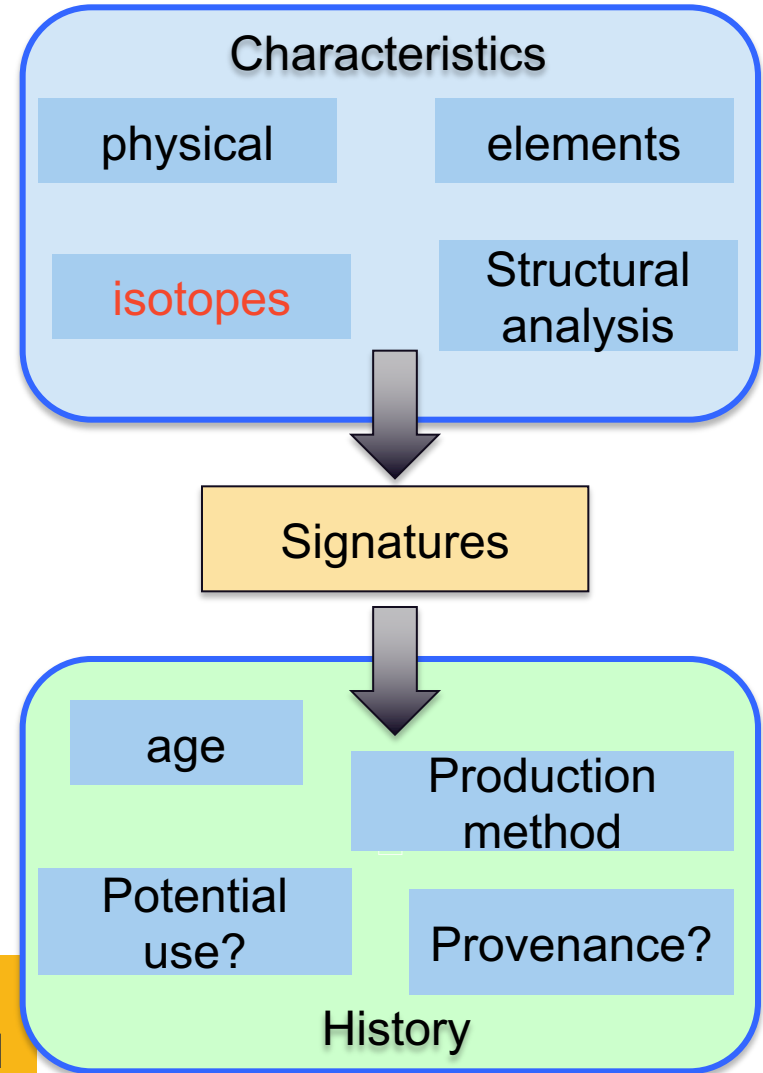 Characteristics
physical
elements
isotopes
Structural
analysis
Signatures
age
Production
method
Potential
use?
Provenance?
History